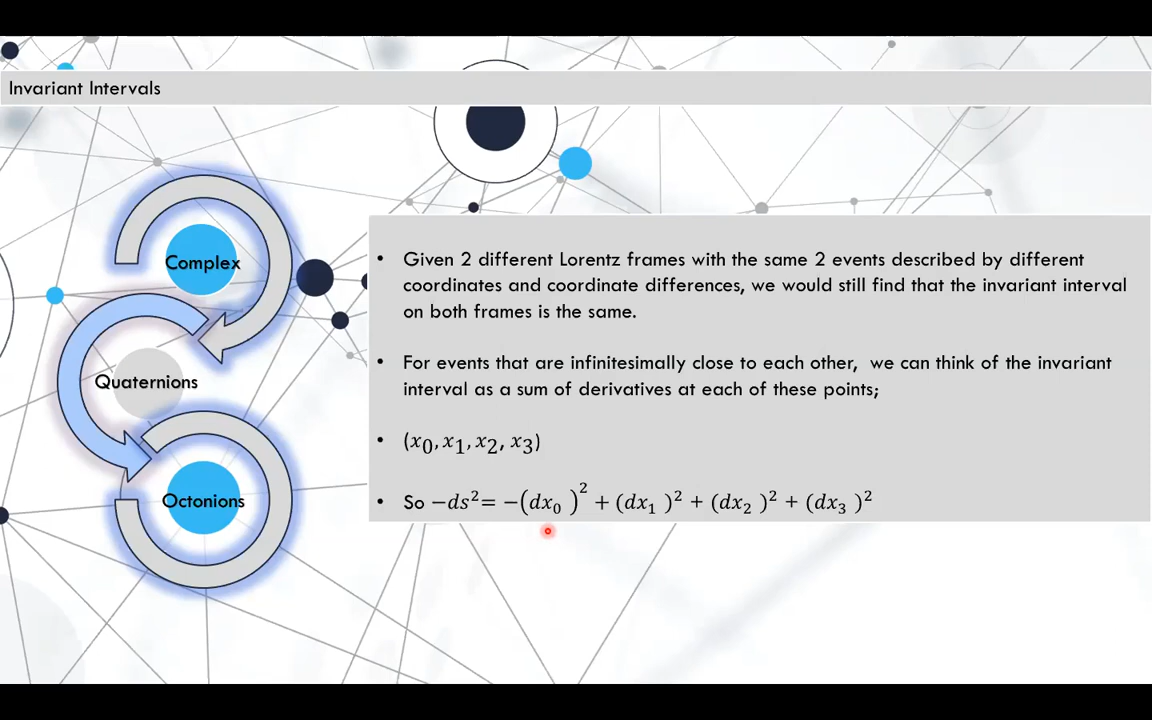 Invariant Intervals
Complex
Quaternions
Octonions
• Given 2 different Lorentz frames with the same 2 events described by different
coordinates and coordinate differences, we would still find that the invariant interval
on both frames is the same.
• For events that are infinitesimally close to each other, we can think of the invariant
interval as a sum of derivatives at each of these points;
• (x₀, x₁, x₂, x₃)
• So −ds² = −(dx₀)² + (dx₁)² + (dx₂)² + (dx₃)²